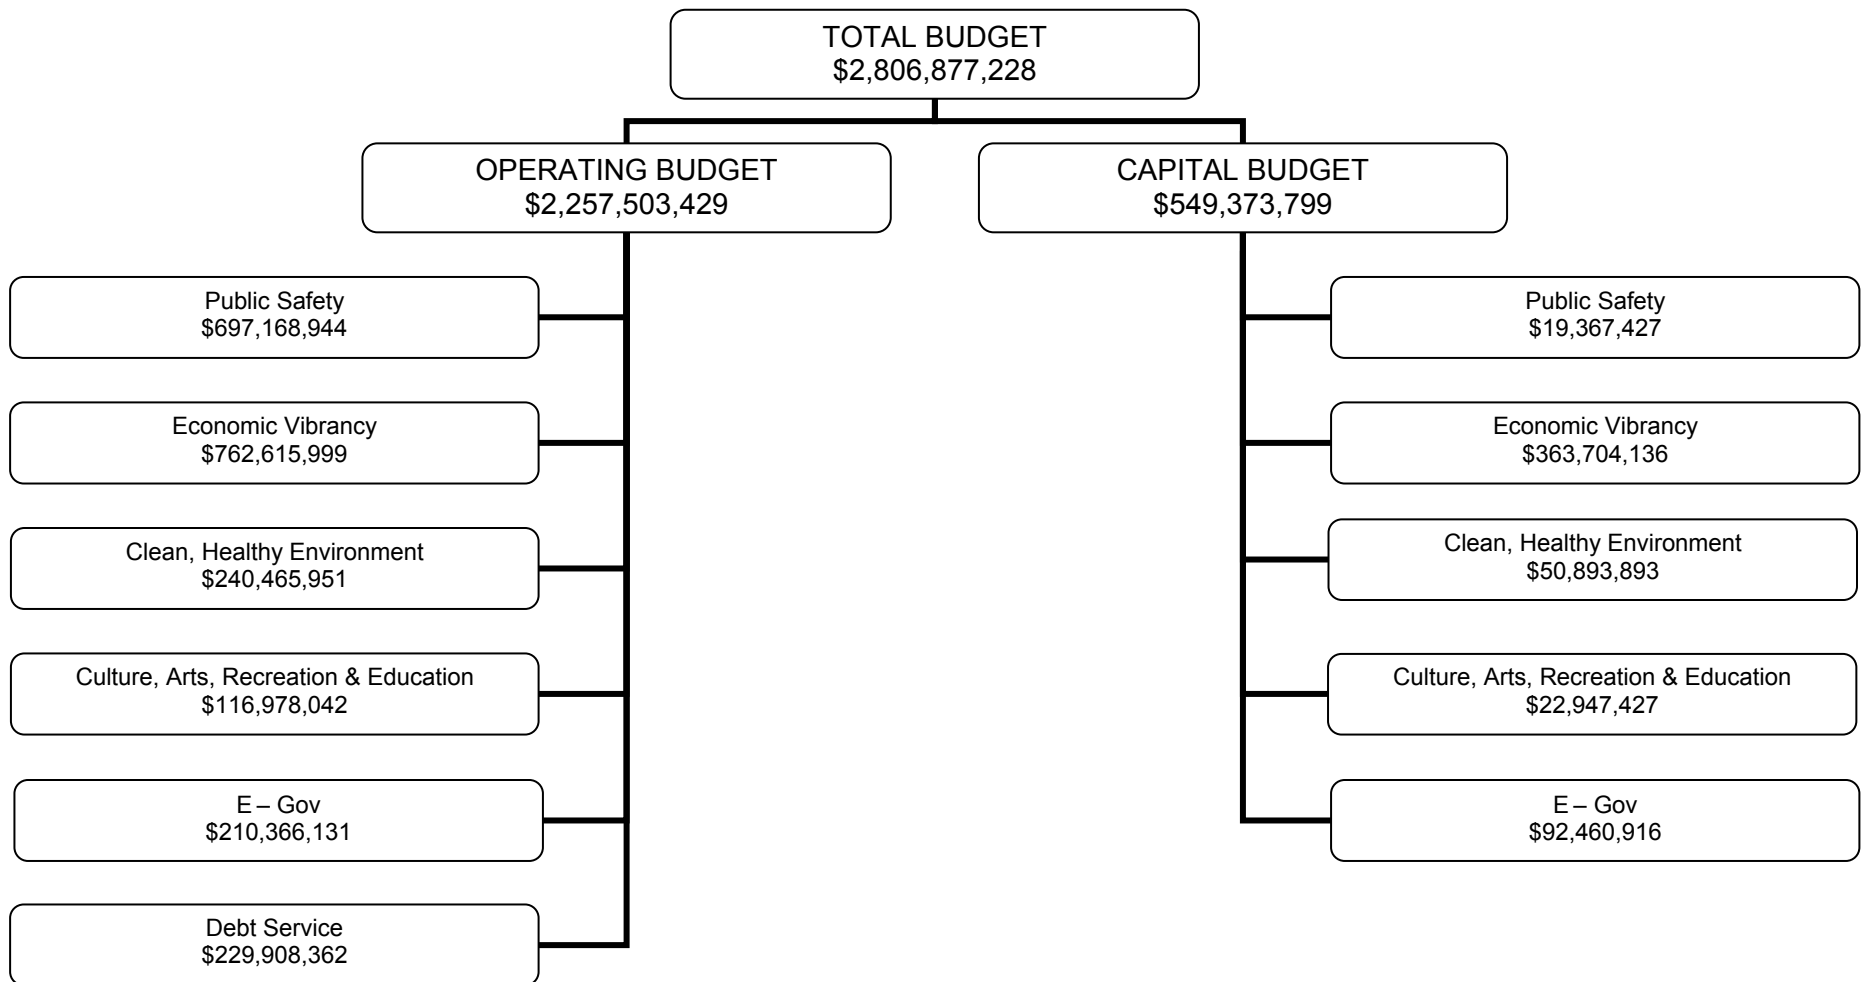 TOTAL BUDGET
$2,806,877,228
OPERATING BUDGET
$2,257,503,429
CAPITAL BUDGET
$549,373,799
Public Safety
$697,168,944
Public Safety
$19,367,427
Economic Vibrancy
$762,615,999
Economic Vibrancy
$363,704,136
Clean, Healthy Environment
$240,465,951
Clean, Healthy Environment
$50,893,893
Culture, Arts, Recreation & Education
$116,978,042
Culture, Arts, Recreation & Education
$22,947,427
E – Gov
$210,366,131
E – Gov
$92,460,916
Debt Service
$229,908,362